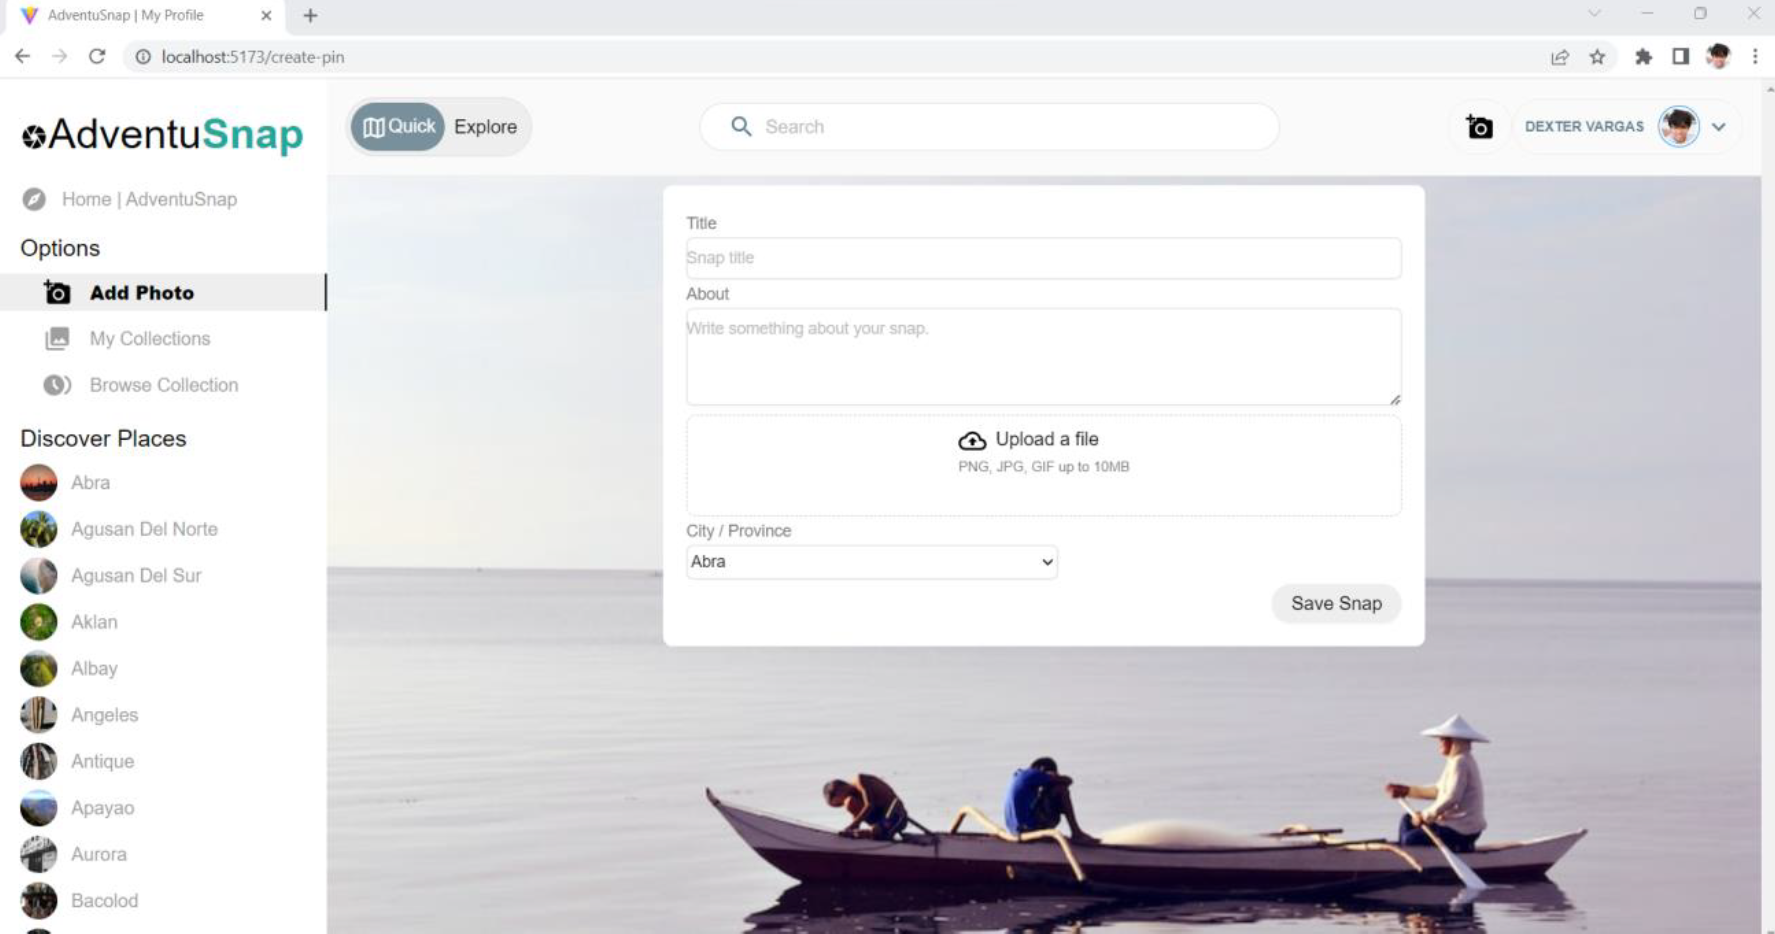 AdventuSnap | My Profile
localhost:5173/create-pin
AdventuSnap
Quick
Explore
Search
DEXTER VARGAS
Home | AdventuSnap
Options
Add Photo
My Collections
Browse Collection
Discover Places
Abra
Agusan Del Norte
Agusan Del Sur
Aklan
Albay
Angeles
Antique
Apayao
Aurora
Bacolod
Title
Snap title
About
Write something about your snap.
Upload a file
PNG, JPG, GIF up to 10MB
City / Province
Abra
Save Snap